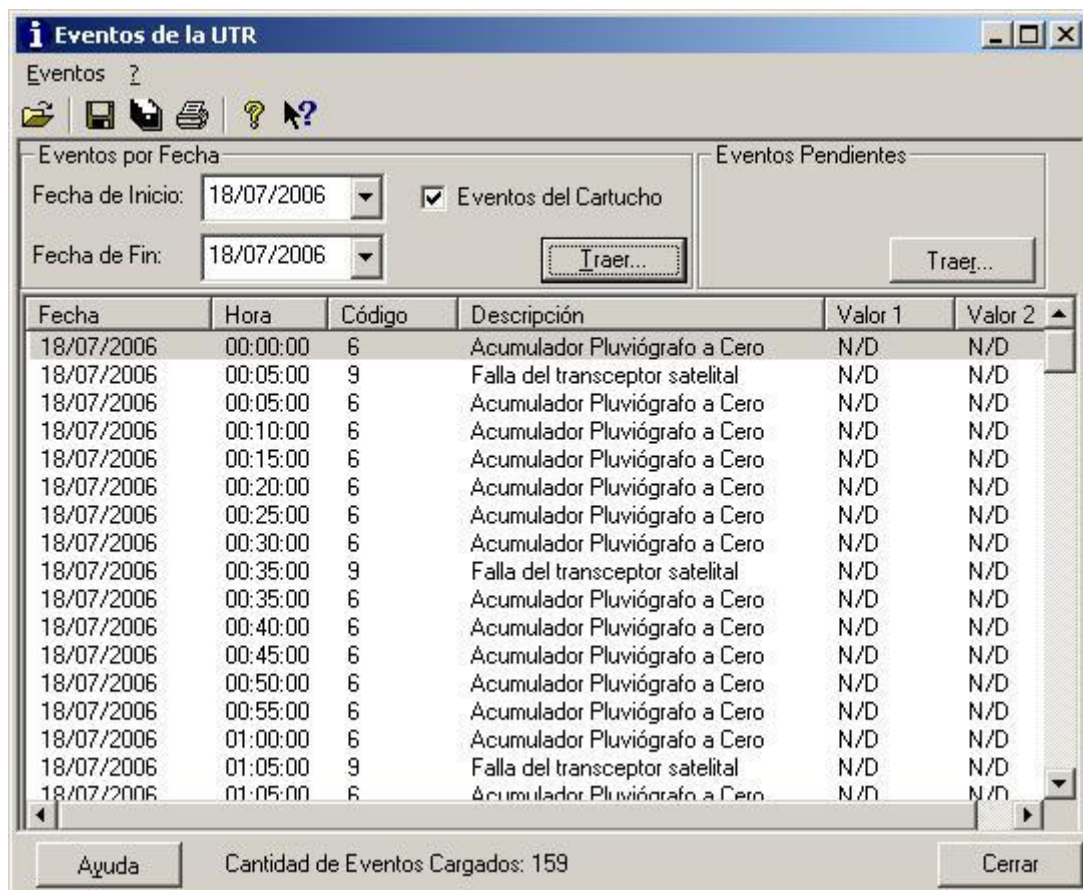 Eventos de la UTR
Eventos ?
Eventos por Fecha Eventos Pendientes
Fecha de Inicio: 18/07/2006 Eventos del Cartucho
Fecha de Fin: 18/07/2006 Traer... Traer...
Fecha Hora Código Descripción Valor 1 Valor 2
18/07/2006 00:00:00 6 Acumulador Pluviógrafo a Cero N/D N/D
18/07/2006 00:05:00 9 Falla del transceptor satelital N/D N/D
18/07/2006 00:05:00 6 Acumulador Pluviógrafo a Cero N/D N/D
18/07/2006 00:10:00 6 Acumulador Pluviógrafo a Cero N/D N/D
18/07/2006 00:15:00 6 Acumulador Pluviógrafo a Cero N/D N/D
18/07/2006 00:20:00 6 Acumulador Pluviógrafo a Cero N/D N/D
18/07/2006 00:25:00 6 Acumulador Pluviógrafo a Cero N/D N/D
18/07/2006 00:30:00 6 Acumulador Pluviógrafo a Cero N/D N/D
18/07/2006 00:35:00 9 Falla del transceptor satelital N/D N/D
18/07/2006 00:35:00 6 Acumulador Pluviógrafo a Cero N/D N/D
18/07/2006 00:40:00 6 Acumulador Pluviógrafo a Cero N/D N/D
18/07/2006 00:45:00 6 Acumulador Pluviógrafo a Cero N/D N/D
18/07/2006 00:50:00 6 Acumulador Pluviógrafo a Cero N/D N/D
18/07/2006 00:55:00 6 Acumulador Pluviógrafo a Cero N/D N/D
18/07/2006 01:00:00 6 Acumulador Pluviógrafo a Cero N/D N/D
18/07/2006 01:05:00 9 Falla del transceptor satelital N/D N/D
18/07/2006 01:05:00 6 Acumulador Pluviógrafo a Cero N/D N/D
Ayuda Cantidad de Eventos Cargados: 159 Cerrar